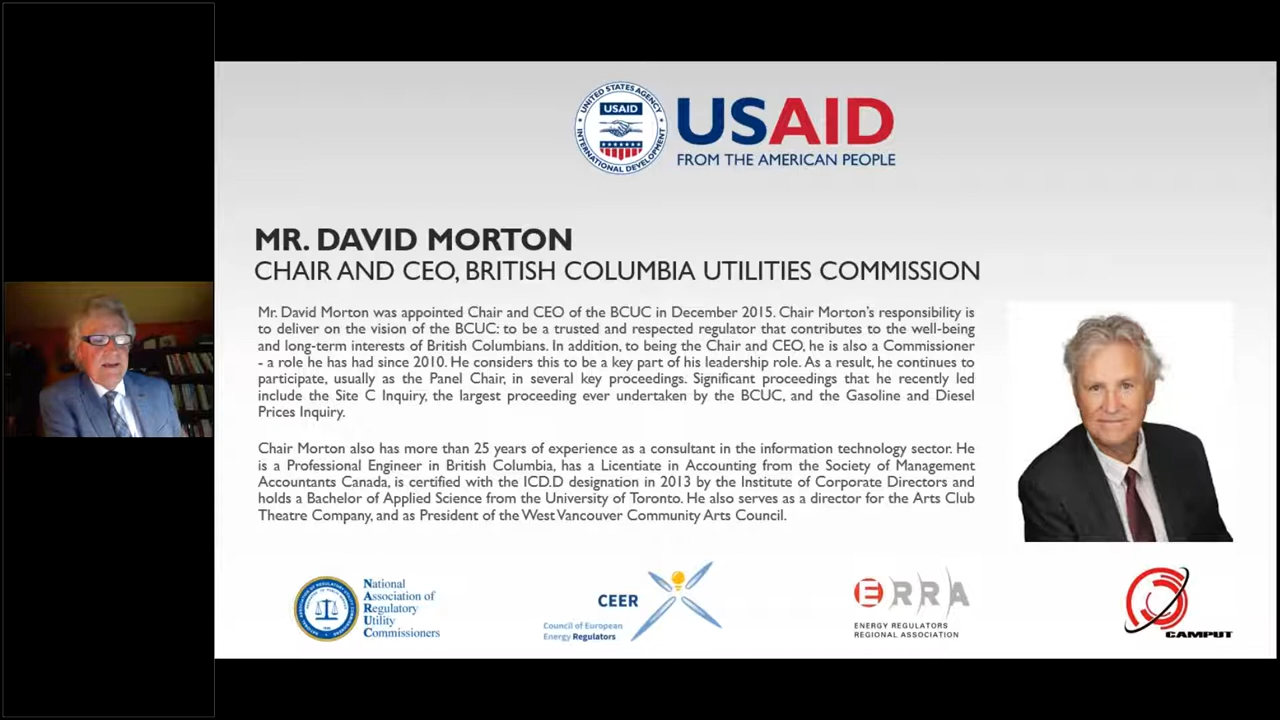 UNITED STATES AGENCY
USAID
INTERNATIONAL DEVELOPMENT
USAID
FROM THE AMERICAN PEOPLE
MR. DAVID MORTON
CHAIR AND CEO, BRITISH COLUMBIA UTILITIES COMMISSION
Mr. David Morton was appointed Chair and CEO of the BCUC in December 2015. Chair Morton's responsibility is
to deliver on the vision of the BCUC: to be a trusted and respected regulator that contributes to the well-being
and long-term interests of British Columbians. In addition, to being the Chair and CEO, he is also a Commissioner
- a role he has had since 2010. He considers this to be a key part of his leadership role. As a result, he continues to
participate, usually as the Panel Chair, in several key proceedings. Significant proceedings that he recently led
include the Site C Inquiry, the largest proceeding ever undertaken by the BCUC, and the Gasoline and Diesel
Prices Inquiry.
Chair Morton also has more than 25 years of experience as a consultant in the information technology sector. He
is a Professional Engineer in British Columbia, has a Licentiate in Accounting from the Society of Management
Accountants Canada, is certified with the ICD.D designation in 2013 by the Institute of Corporate Directors and
holds a Bachelor of Applied Science from the University of Toronto. He also serves as a director for the Arts Club
Theatre Company, and as President of the West Vancouver Community Arts Council.
National
Association of
Regulatory
Utility
Commissioners
CEER
Council of European
Energy Regulators
ERRA
ENERGY REGULATORS
REGIONAL ASSOCIATION
CAMPUT